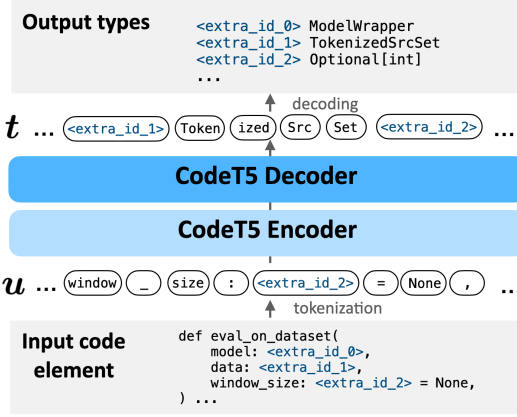 Output types
<extra_id_0> ModelWrapper
<extra_id_1> TokenizedSrcSet
<extra_id_2> Optional[int]
...
decoding
t ... <extra_id_1> Token ized Src Set <extra_id_2> ...
CodeT5 Decoder
CodeT5 Encoder
u ... window _ size : <extra_id_2> = None , ..
tokenization
Input code element
def eval_on_dataset(
model: <extra_id_0>,
data: <extra_id_1>,
window_size: <extra_id_2> = None,
) ...